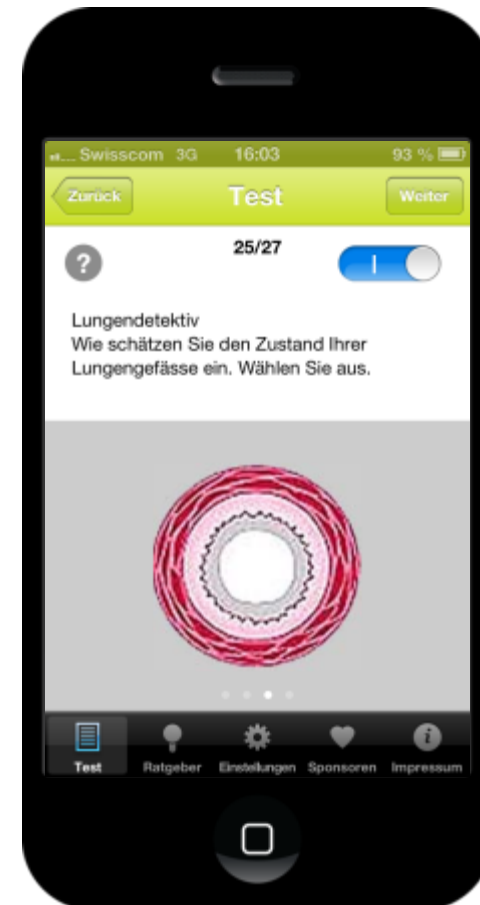 Swisscom 3G 16:03 93 %
Zurück Test Weiter
? 25/27 I
Lungendetektiv
Wie schätzen Sie den Zustand Ihrer
Lungengefässe ein. Wählen Sie aus.
Test Ratgeber Einstellungen Sponsoren Impressum